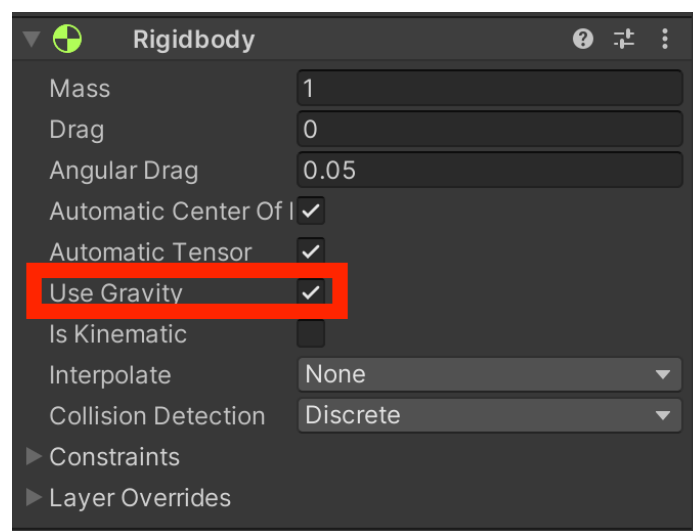 Rigidbody
Mass 1
Drag 0
Angular Drag 0.05
Automatic Center Of
Automatic Tensor
Use Gravity
Is Kinematic
Interpolate None
Collision Detection Discrete
Constraints
Layer Overrides